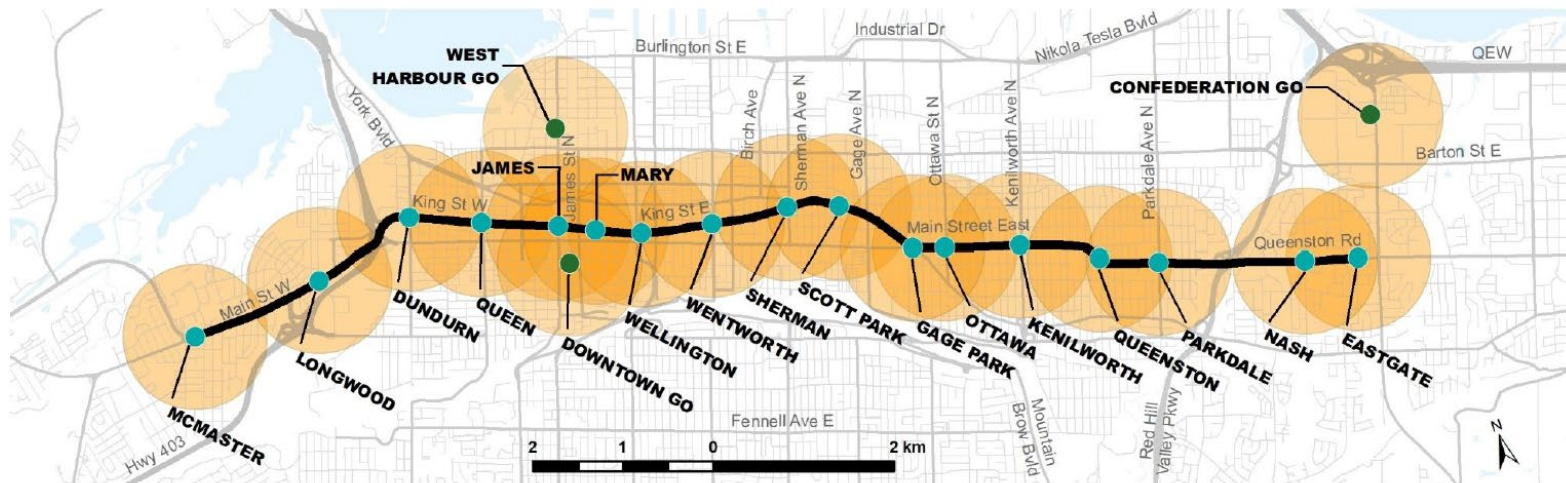 WEST
HARBOUR GO
Burlington St E
Industrial Dr
Nikola Tesla Bvld
QEW
CONFEDERATION GO
York Bvld
JAMES
James St N
MARY
Birch Ave
Sherman Ave N
Gage Ave N
Ottawa St N
Kenilworth Ave N
Parkdale Ave N
Barton St E
King St W
King St E
Main Street East
Queenston Rd
Main St W
MCMASTER
LONGWOOD
DUNDURN
QUEEN
DOWNTOWN GO
WELLINGTON
WENTWORTH
SHERMAN
SCOTT PARK
GAGE PARK
OTTAWA
KENILWORTH
QUEENSTON
PARKDALE
NASH
EASTGATE
Hwy 403
Fennell Ave E
Mountain
Brow Bvld
Red Hill
Valley Pkwy
2 1 0 2 km
N